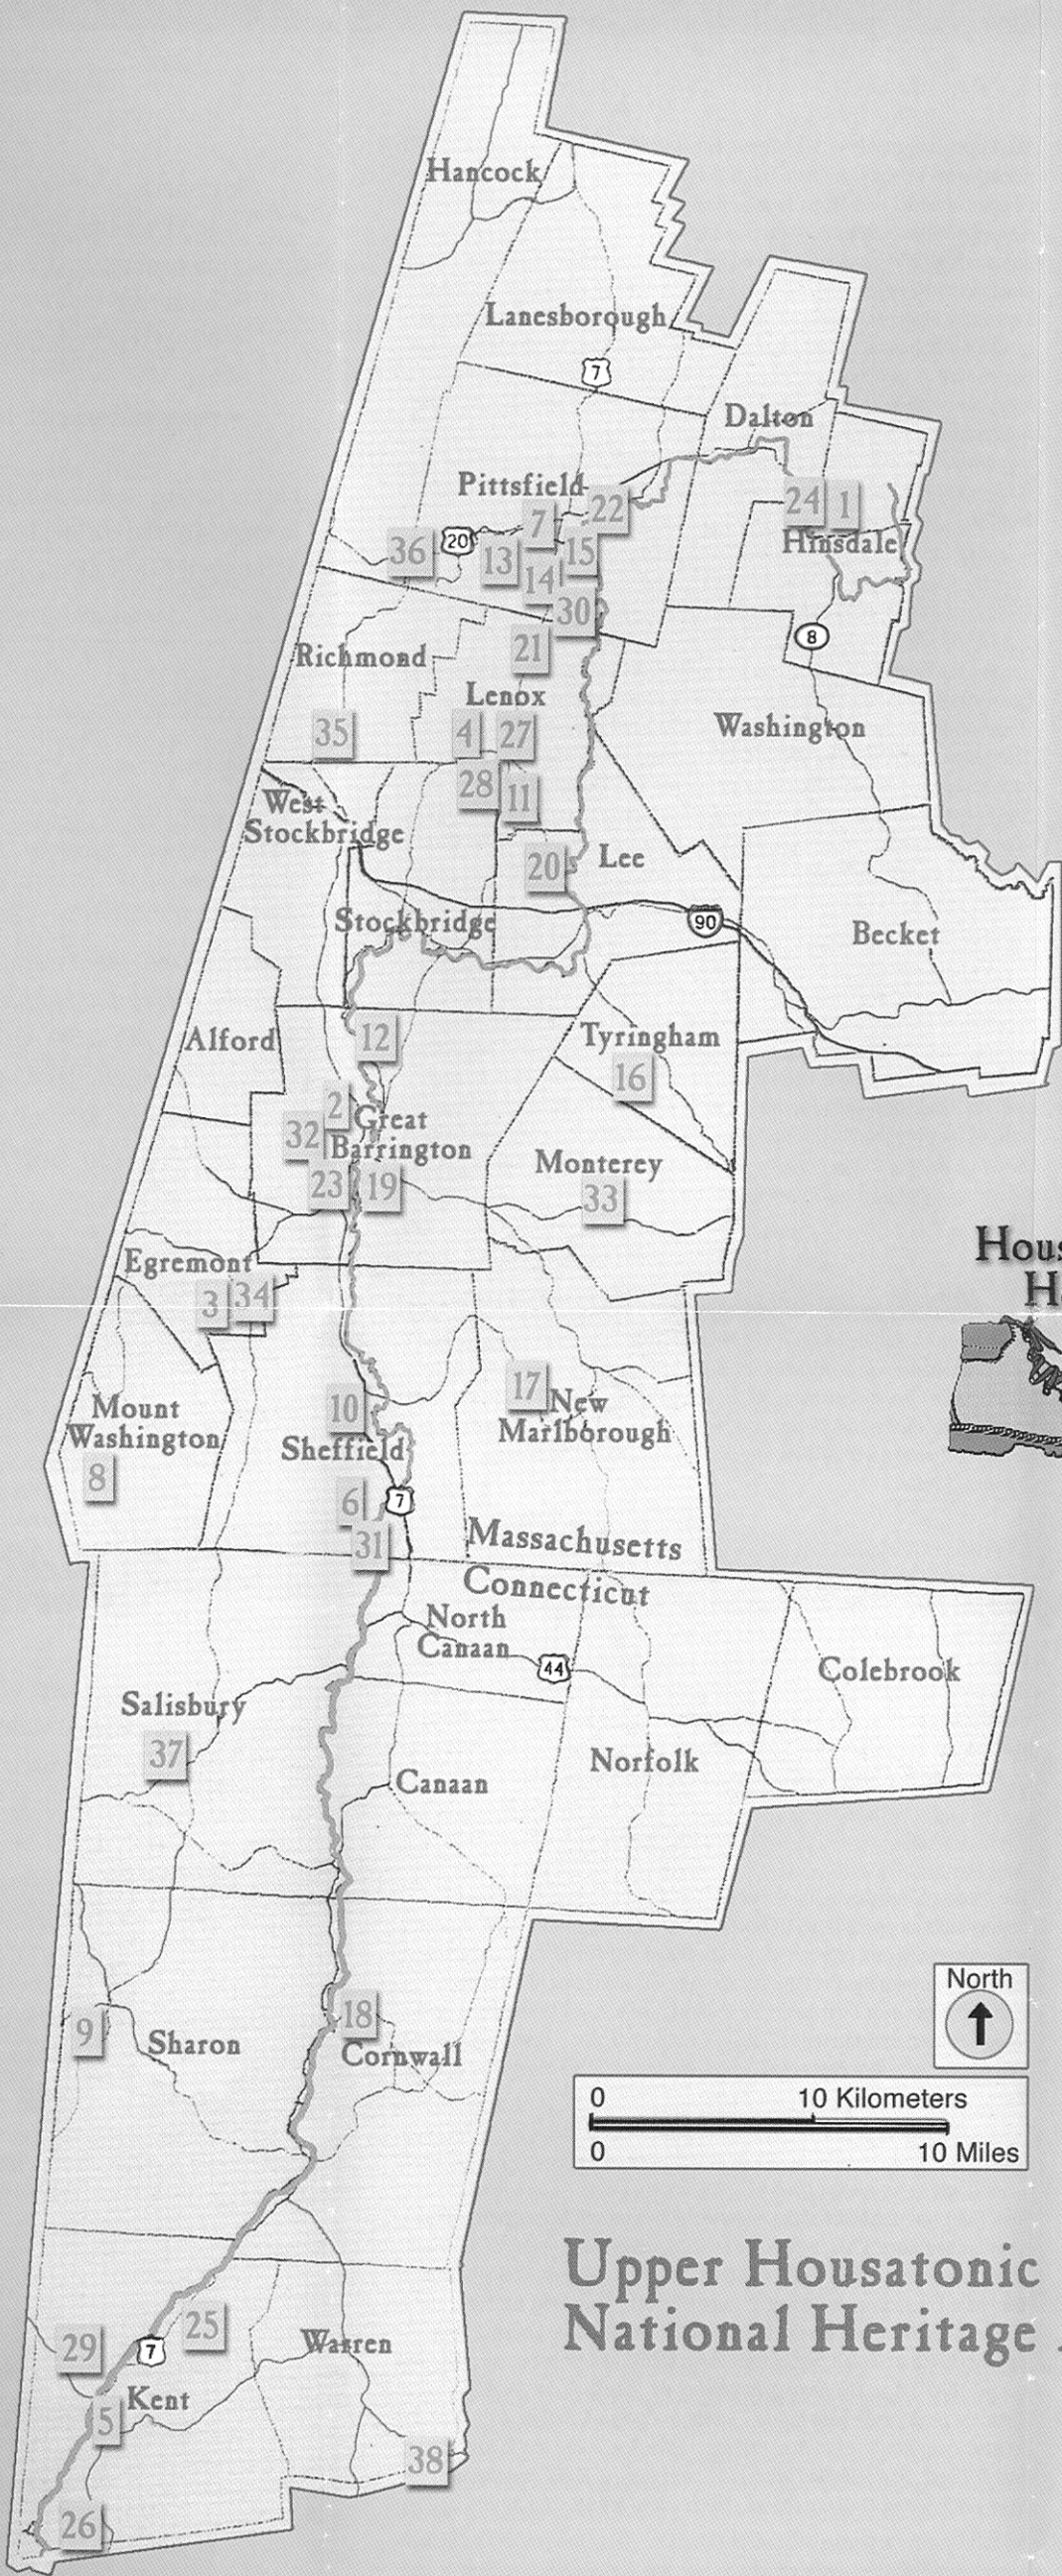 Hancock
Lanesborough
7
Dalton
Pittsfield
22
24
1
7
20
36
13
15
Hinsdale
14
30
8
21
Richmond
Lenox
35
4
27
Washington
28
11
West
Stockbridge
20
Lee
Stockbridge
90
Becket
Alford
12
Tyringham
16
2
Great
Barrington
32
23
19
Monterey
33
Hous
H
Egremont
3
34
17
10
New
Marlborough
Mount
Washington
Sheffield
8
6
7
31
Massachusetts
Connecticut
North
Canaan
44
Colebrook
Salisbury
37
Norfolk
Canaan
North
18
9
Sharon
Cornwall
0 10 Kilometers
0 10 Miles
Upper Housatonic
National Heritage
25
29
7
Warren
Kent
5
38
26